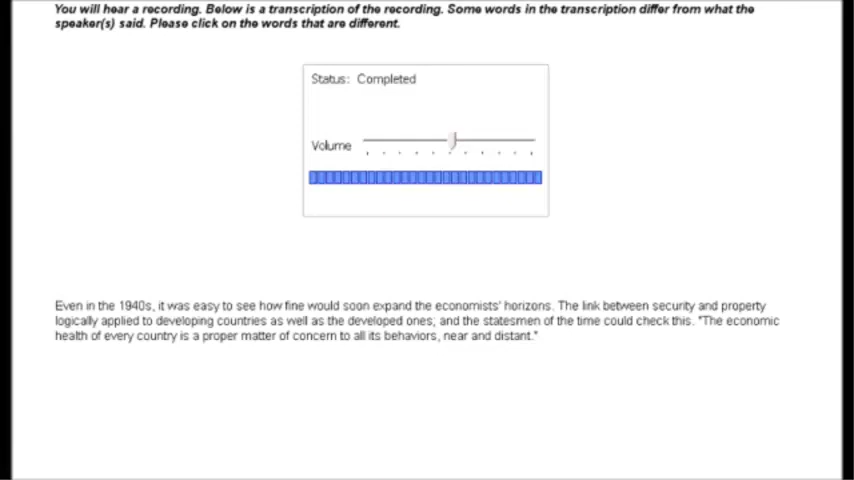 You will hear a recording. Below is a transcription of the recording. Some words in the transcription differ from what the
speaker(s) said. Please click on the words that are different.
Status: Completed
Volume
Even in the 1940s, it was easy to see how fine would soon expand the economists' horizons. The link between security and property
logically applied to developing countries as well as the developed ones; and the statesmen of the time could check this. "The economic
health of every country is a proper matter of concern to all its behaviors, near and distant."